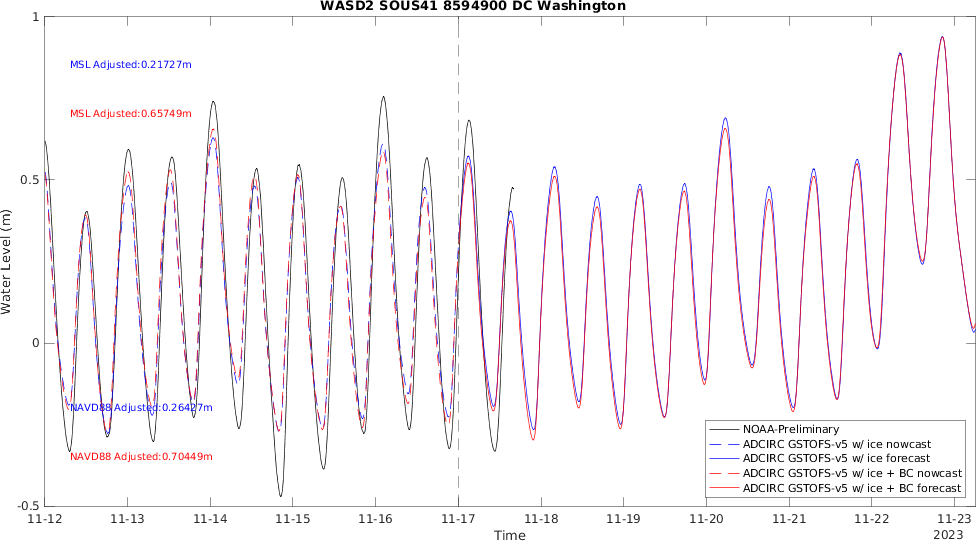 WASD2 SOUS41 8594900 DC Washington
1
MSL Adjusted:0.21727m
MSL Adjusted:0.65749m
0.5
Water Level (m)
0
NAVD88 Adjusted:0.26427m
NAVD88 Adjusted:0.70449m
NOAA-Preliminary
ADCIRC GSTOFS-v5 w/ ice nowcast
ADCIRC GSTOFS-v5 w/ ice forecast
ADCIRC GSTOFS-v5 w/ ice + BC nowcast
ADCIRC GSTOFS-v5 w/ ice + BC forecast
-0.5
11-12 11-13 11-14 11-15 11-16 11-17 11-18 11-19 11-20 11-21 11-22 11-23
Time 2023